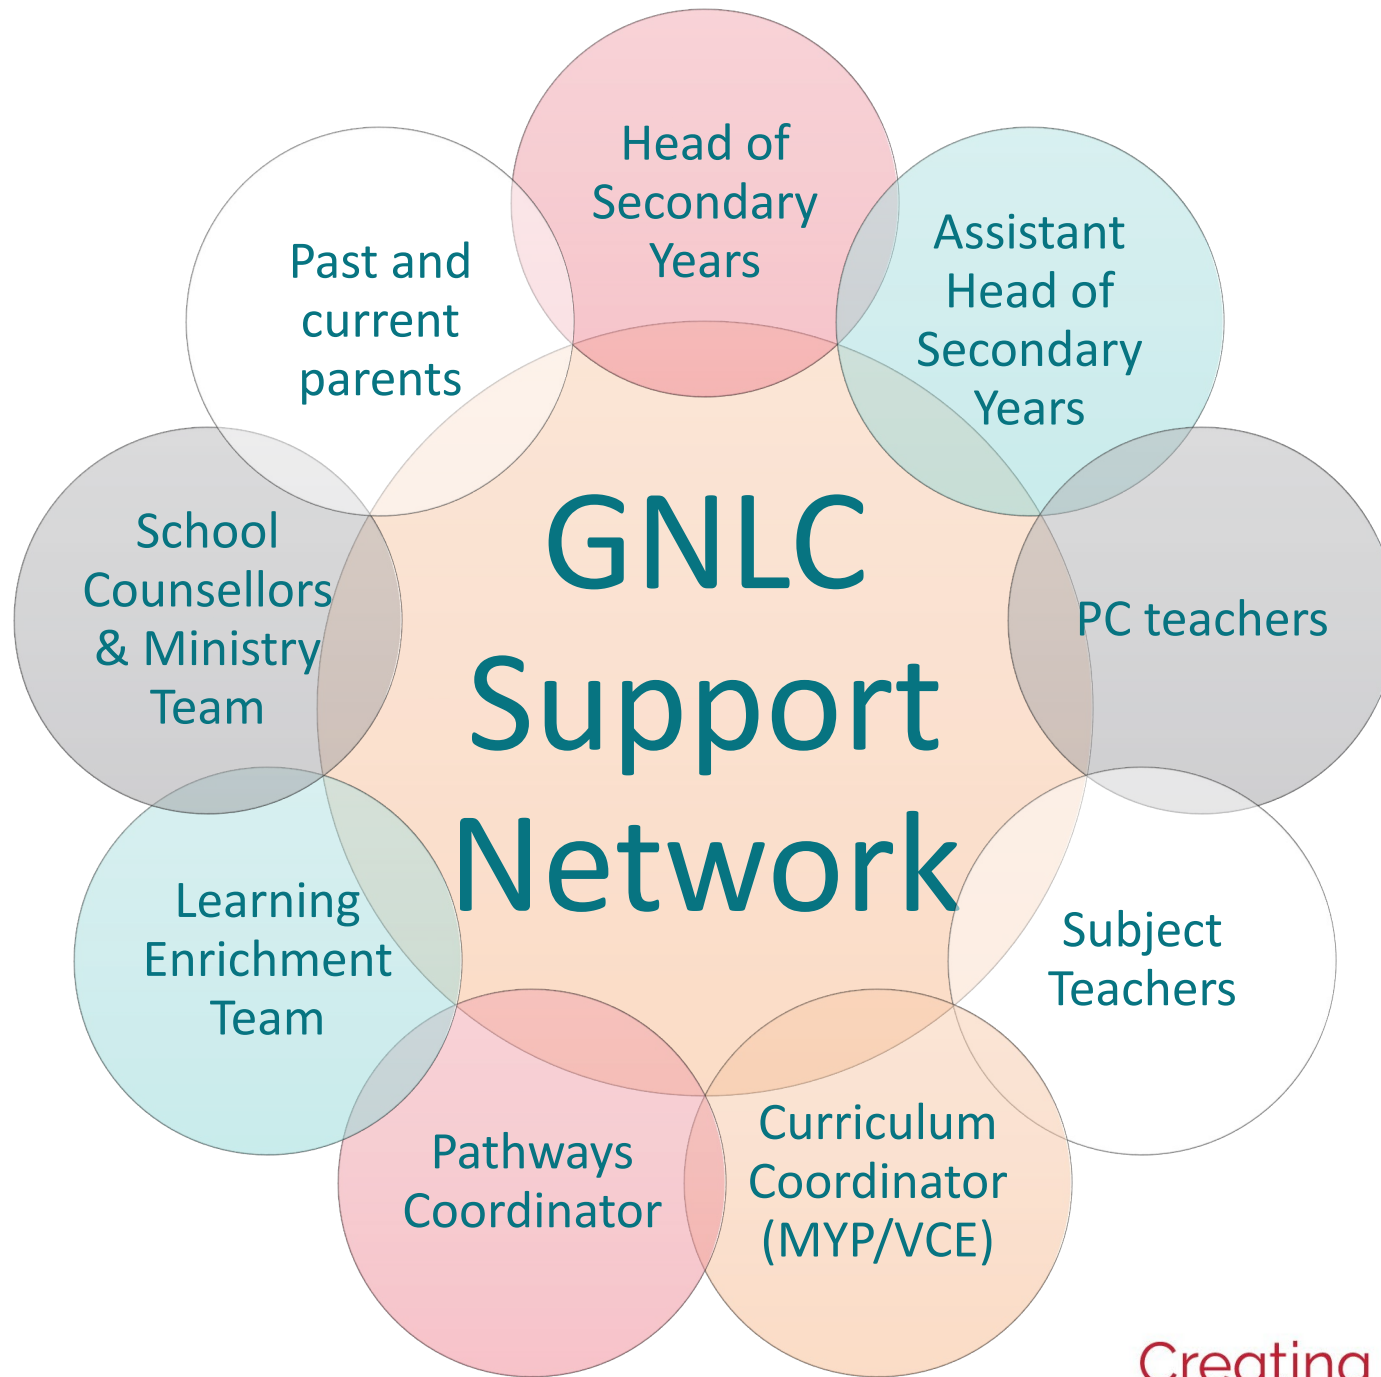 Head of
Secondary
Years
Assistant
Head of
Secondary
Years
PC teachers
Subject
Teachers
Curriculum
Coordinator
(MYP/VCE)
Pathways
Coordinator
Learning
Enrichment
Team
School
Counsellors
& Ministry
Team
Past and
current
parents
GNLC
Support
Network
Creating